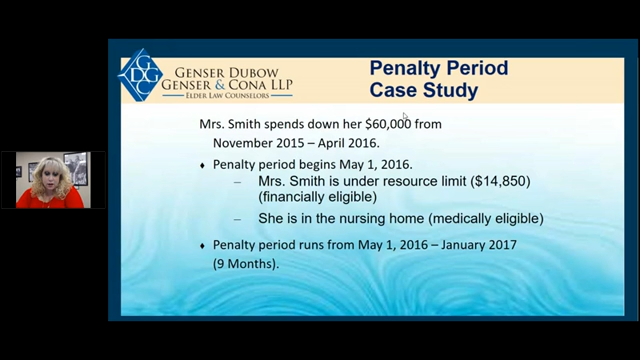 GDGC
GENSER DUBOW
GENSER & CONA LLP
ELDER LAW COUNSELORS
Penalty Period
Case Study
Mrs. Smith spends down her $60,000 from
November 2015 – April 2016.
♦ Penalty period begins May 1, 2016.
– Mrs. Smith is under resource limit ($14,850)
(financially eligible)
– She is in the nursing home (medically eligible)
♦ Penalty period runs from May 1, 2016 – January 2017
(9 Months).